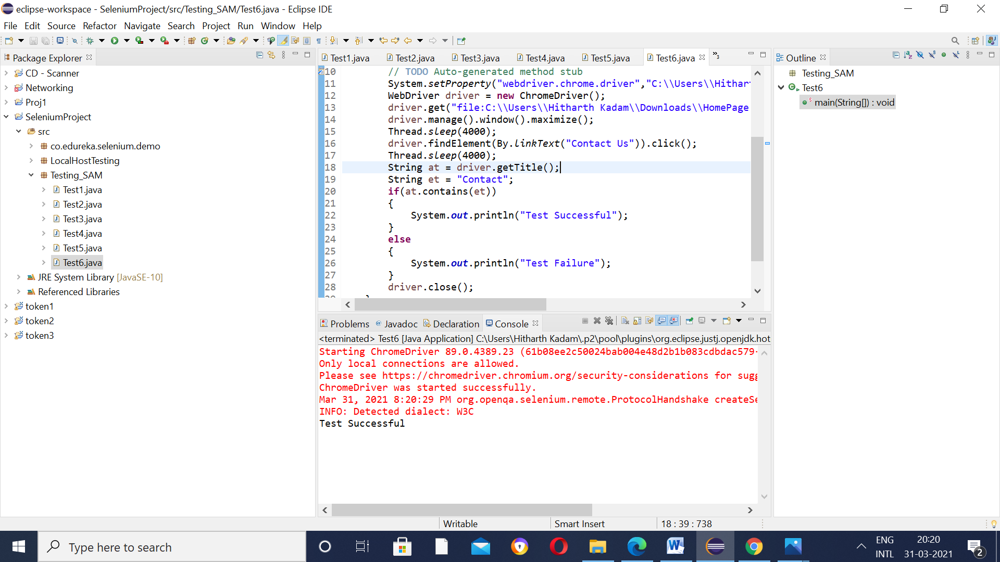 eclipse-workspace - SeleniumProject/src/Testing_SAM/Test6.java - Eclipse IDE
File Edit Source Refactor Navigate Search Project Run Window Help
Package Explorer
CD - Scanner
Networking
Proj1
SeleniumProject
src
co.edureka.selenium.demo
LocalHostTesting
Testing_SAM
Test1.java
Test2.java
Test3.java
Test4.java
Test5.java
Test6.java
JRE System Library [JavaSE-10]
Referenced Libraries
token1
token2
token3
Test1.java Test2.java Test3.java Test4.java Test5.java Test6.java »3
10 // TODO Auto-generated method stub
11 System.setProperty("webdriver.chrome.driver","C:\\Users\\Hithart
12 WebDriver driver = new ChromeDriver();
13 driver.get("file:C:\\Users\\Hitharth Kadam\\Downloads\\HomePage
14 driver.manage().window().maximize();
15 Thread.sleep(4000);
16 driver.findElement(By.linkText("Contact Us")).click();
17 Thread.sleep(4000);
18 String at = driver.getTitle();
19 String et = "Contact";
20 if(at.contains(et))
21 {
22 System.out.println("Test Successful");
23 }
24 else
25 {
26 System.out.println("Test Failure");
27 }
28 driver.close();
Problems @ Javadoc Declaration Console
<terminated> Test6 [Java Application] C:\Users\Hitharth Kadam\.p2\pool\plugins\org.eclipse.justj.openjdk.hot
Starting ChromeDriver 89.0.4389.23 (61b08ee2c50024bab004e48d2b1b083cdbdac579-
Only local connections are allowed.
Please see https://chromedriver.chromium.org/security-considerations for sugg
ChromeDriver was started successfully.
Mar 31, 2021 8:20:29 PM org.openqa.selenium.remote.ProtocolHandshake createSe
INFO: Detected dialect: W3C
Test Successful
Outline
Testing_SAM
Test6
main(String[]) : void
Writable Smart Insert 18 : 39 : 738
Type here to search
ENG
INTL
20:20
31-03-2021
2